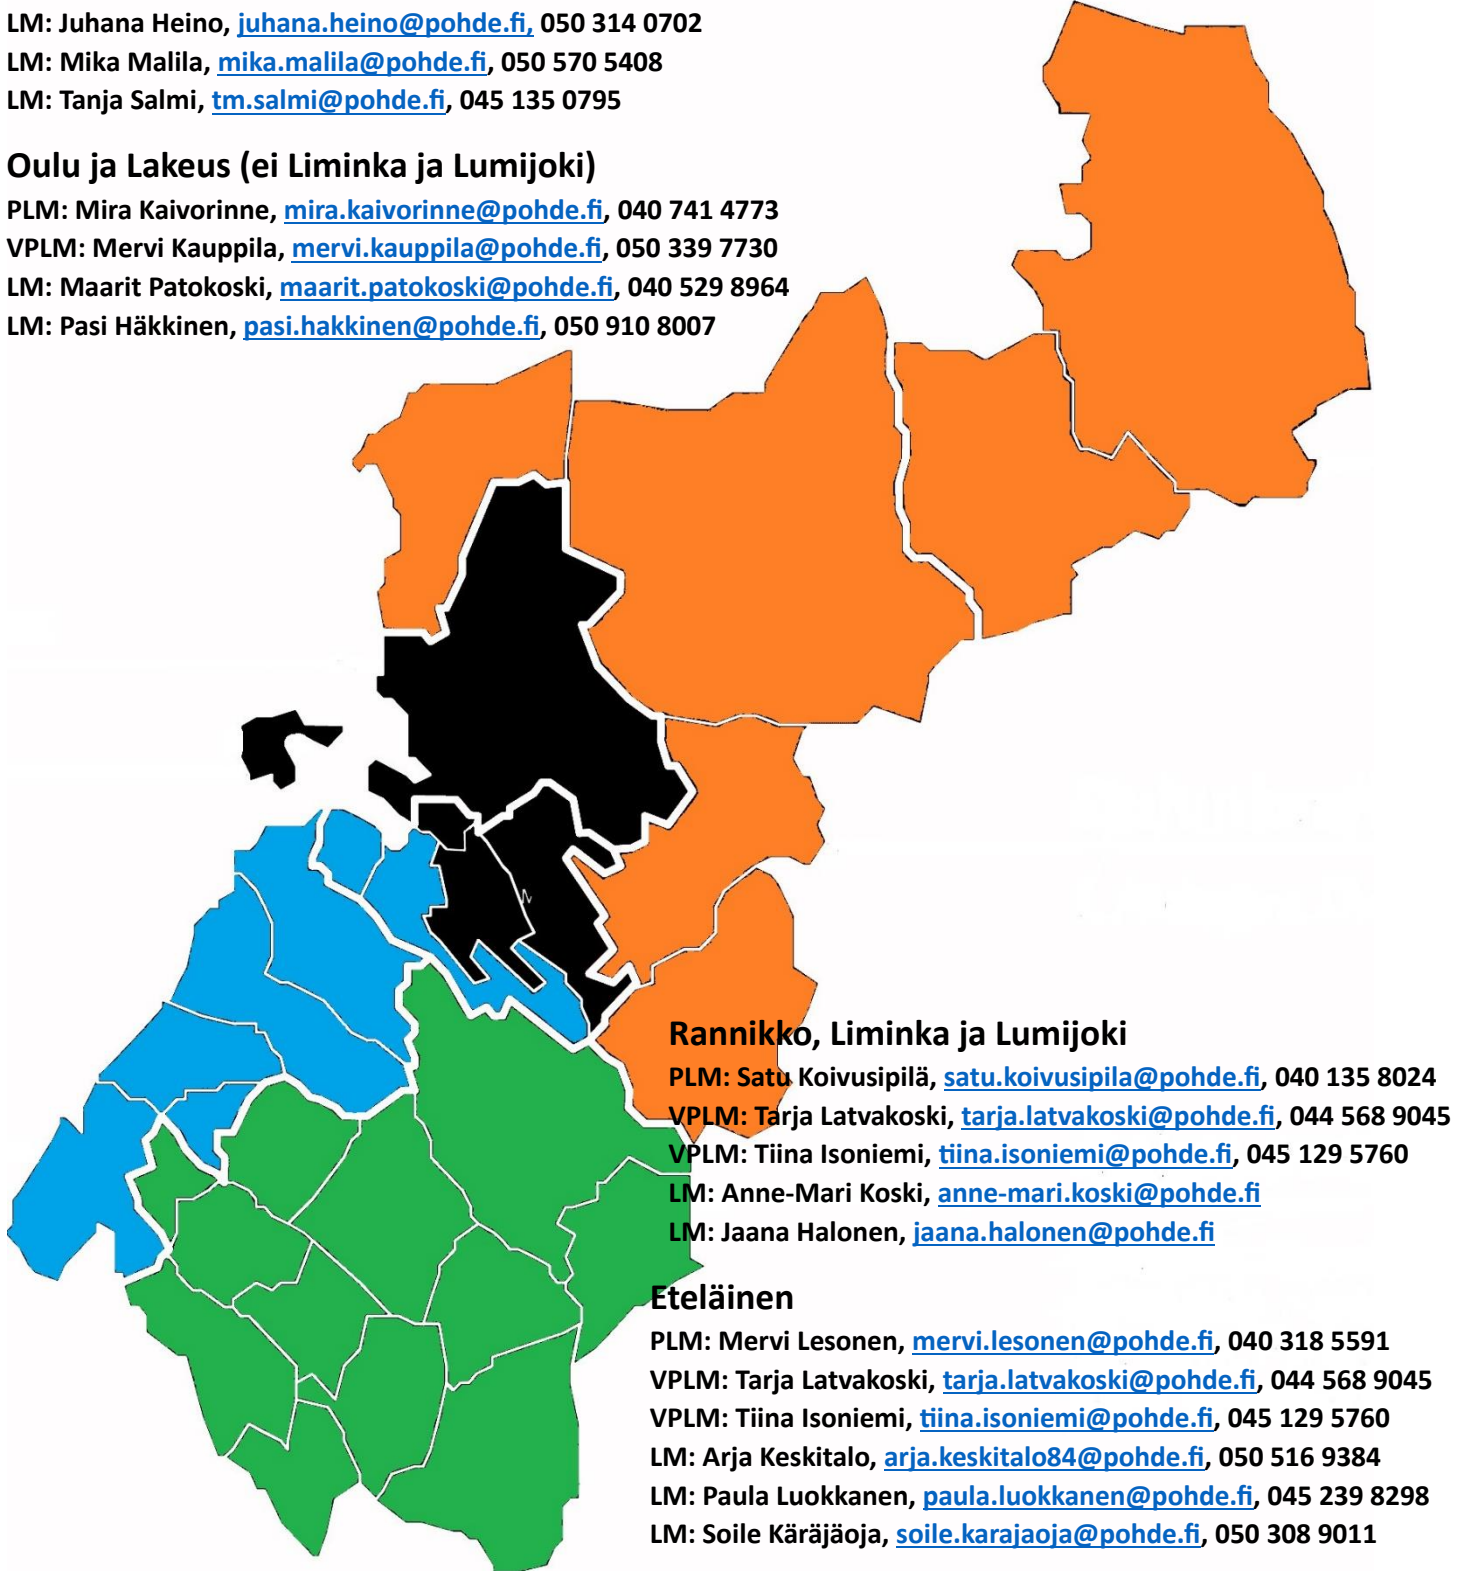 LM: Juhana Heino, juhana.heino@pohde.fi, 050 314 0702
LM: Mika Malila, mika.malila@pohde.fi, 050 570 5408
LM: Tanja Salmi, tm.salmi@pohde.fi, 045 135 0795
Oulu ja Lakeus (ei Liminka ja Lumijoki)
PLM: Mira Kaivorinne, mira.kaivorinne@pohde.fi, 040 741 4773
VPLM: Mervi Kauppila, mervi.kauppila@pohde.fi, 050 339 7730
LM: Maarit Patokoski, maarit.patokoski@pohde.fi, 040 529 8964
LM: Pasi Häkkinen, pasi.hakkinen@pohde.fi, 050 910 8007
Rannikko, Liminka ja Lumijoki
PLM: Satu Koivusipilä, satu.koivusipila@pohde.fi, 040 135 8024
VPLM: Tarja Latvakoski, tarja.latvakoski@pohde.fi, 044 568 9045
VPLM: Tiina Isoniemi, tiina.isoniemi@pohde.fi, 045 129 5760
LM: Anne-Mari Koski, anne-mari.koski@pohde.fi
LM: Jaana Halonen, jaana.halonen@pohde.fi
Eteläinen
PLM: Mervi Lesonen, mervi.lesonen@pohde.fi, 040 318 5591
VPLM: Tarja Latvakoski, tarja.latvakoski@pohde.fi, 044 568 9045
VPLM: Tiina Isoniemi, tiina.isoniemi@pohde.fi, 045 129 5760
LM: Arja Keskitalo, arja.keskitalo84@pohde.fi, 050 516 9384
LM: Paula Luokkanen, paula.luokkanen@pohde.fi, 045 239 8298
LM: Soile Käräjäoja, soile.karajaoja@pohde.fi, 050 308 9011